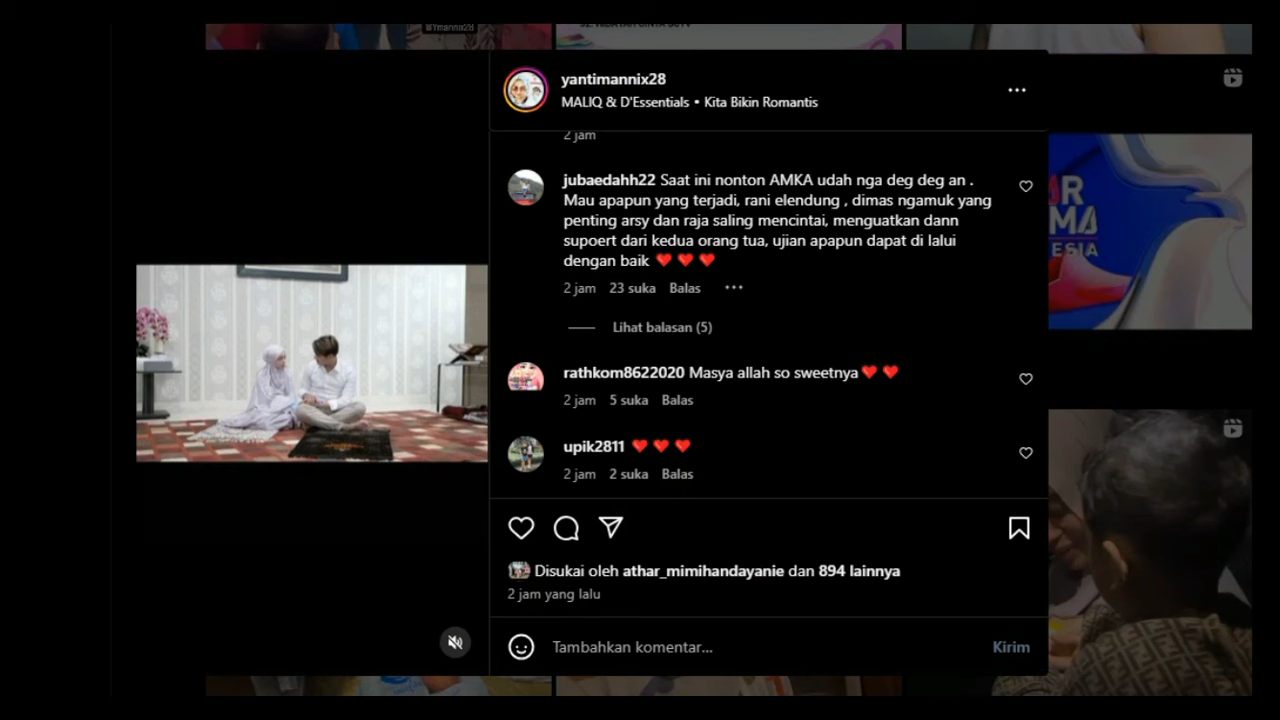 @Ymannix28
yantimannix28
MALIQ & D'Essentials • Kita Bikin Romantis
2 jam
jubaedahh22 Saat ini nonton AMKA udah nga deg deg an .
Mau apapun yang terjadi, rani elendung , dimas ngamuk yang
penting arsy dan raja saling mencintai, menguatkan dann
supoert dari kedua orang tua, ujian apapun dapat di lalui
dengan baik ❤️❤️❤️
2 jam 23 suka Balas •••
Lihat balasan (5)
rathkom8622020 Masya allah so sweetnya❤️❤️
2 jam 5 suka Balas
upik2811 ❤️❤️❤️
2 jam 2 suka Balas
Disukai oleh athar_mimihandayanie dan 894 lainnya
2 jam yang lalu
Tambahkan komentar...
Kirim
AR
MA
ESIA